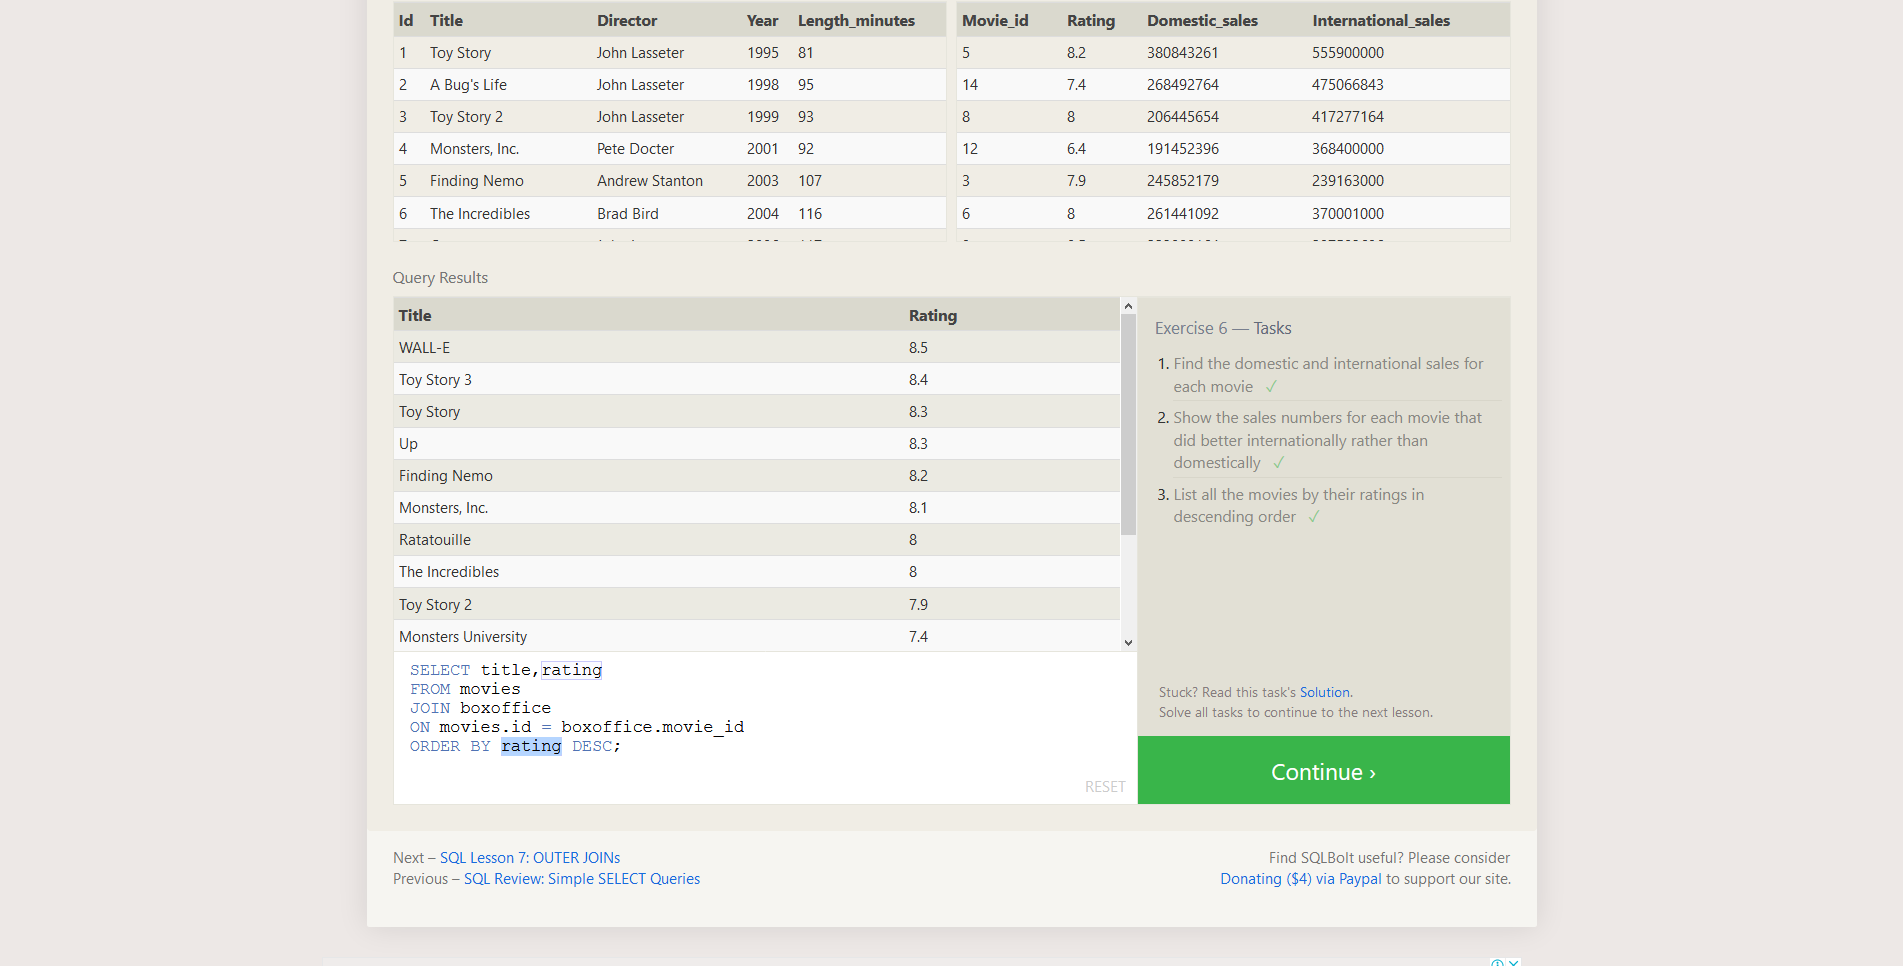 Id Title Director Year Length_minutes
1 Toy Story John Lasseter 1995 81
2 A Bug's Life John Lasseter 1998 95
3 Toy Story 2 John Lasseter 1999 93
4 Monsters, Inc. Pete Docter 2001 92
5 Finding Nemo Andrew Stanton 2003 107
6 The Incredibles Brad Bird 2004 116
Movie_id Rating Domestic_sales International_sales
5 8.2 380843261 555900000
14 7.4 268492764 475066843
8 8 206445654 417277164
12 6.4 191452396 368400000
3 7.9 245852179 239163000
6 8 261441092 370001000
Query Results
Title Rating
WALL-E 8.5
Toy Story 3 8.4
Toy Story 8.3
Up 8.3
Finding Nemo 8.2
Monsters, Inc. 8.1
Ratatouille 8
The Incredibles 8
Toy Story 2 7.9
Monsters University 7.4
SELECT title,rating
FROM movies
JOIN boxoffice
ON movies.id = boxoffice.movie_id
ORDER BY rating DESC;
RESET
Exercise 6 — Tasks
1. Find the domestic and international sales for
each movie ✓
2. Show the sales numbers for each movie that
did better internationally rather than
domestically ✓
3. List all the movies by their ratings in
descending order ✓
Stuck? Read this task's Solution.
Solve all tasks to continue to the next lesson.
Continue ›
Next – SQL Lesson 7: OUTER JOINs
Previous – SQL Review: Simple SELECT Queries
Find SQLBolt useful? Please consider
Donating ($4) via Paypal to support our site.